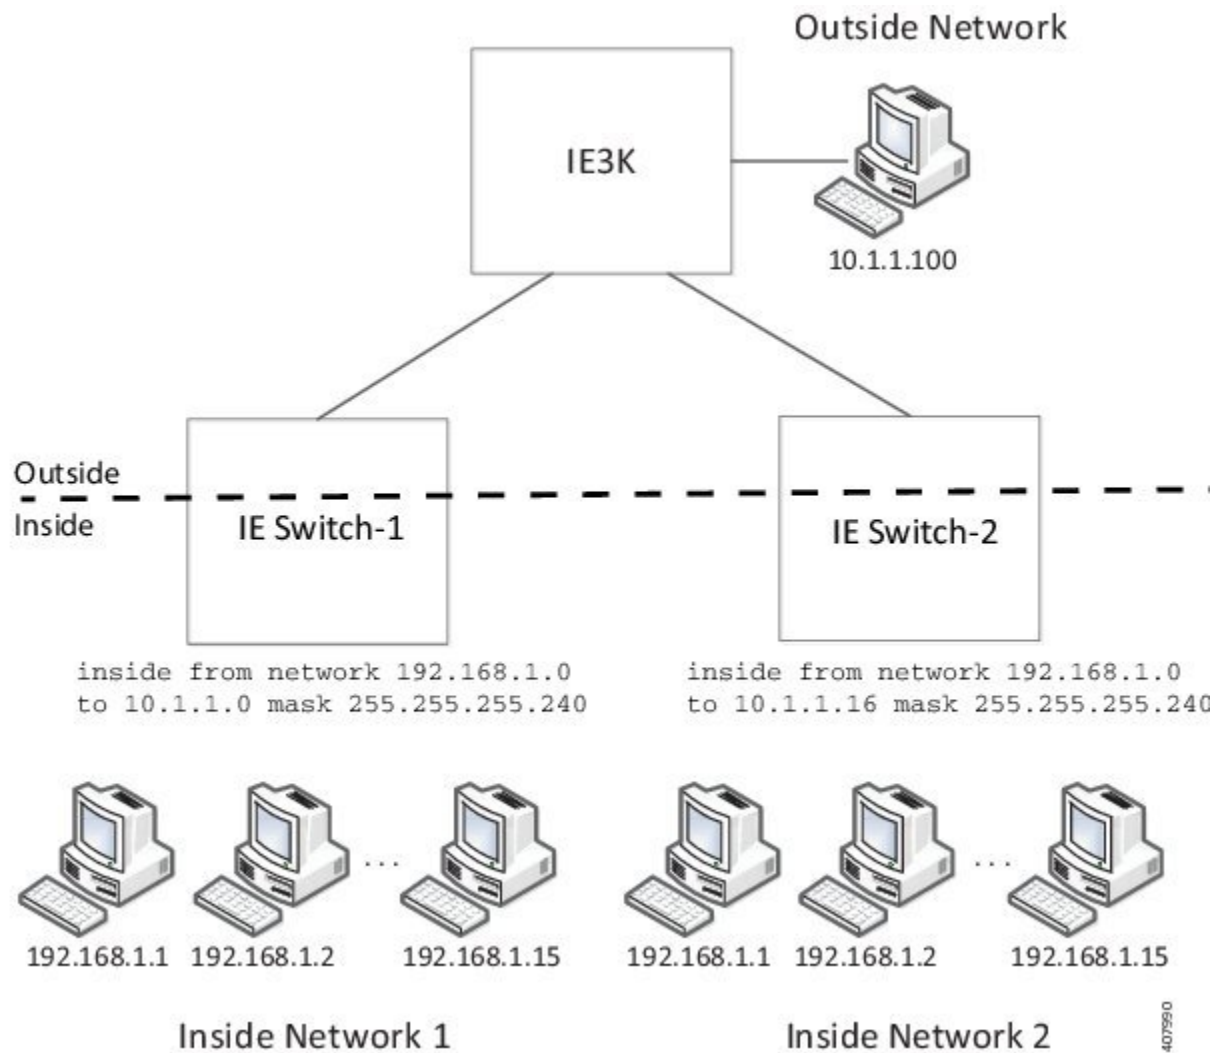 Outside Network
IE3K
10.1.1.100
Outside
Inside
IE Switch-1
IE Switch-2
inside from network 192.168.1.0
to 10.1.1.0 mask 255.255.255.240
inside from network 192.168.1.0
to 10.1.1.16 mask 255.255.255.240
...
...
192.168.1.1
192.168.1.2
192.168.1.15
192.168.1.1
192.168.1.2
192.168.1.15
Inside Network 1
Inside Network 2
407990